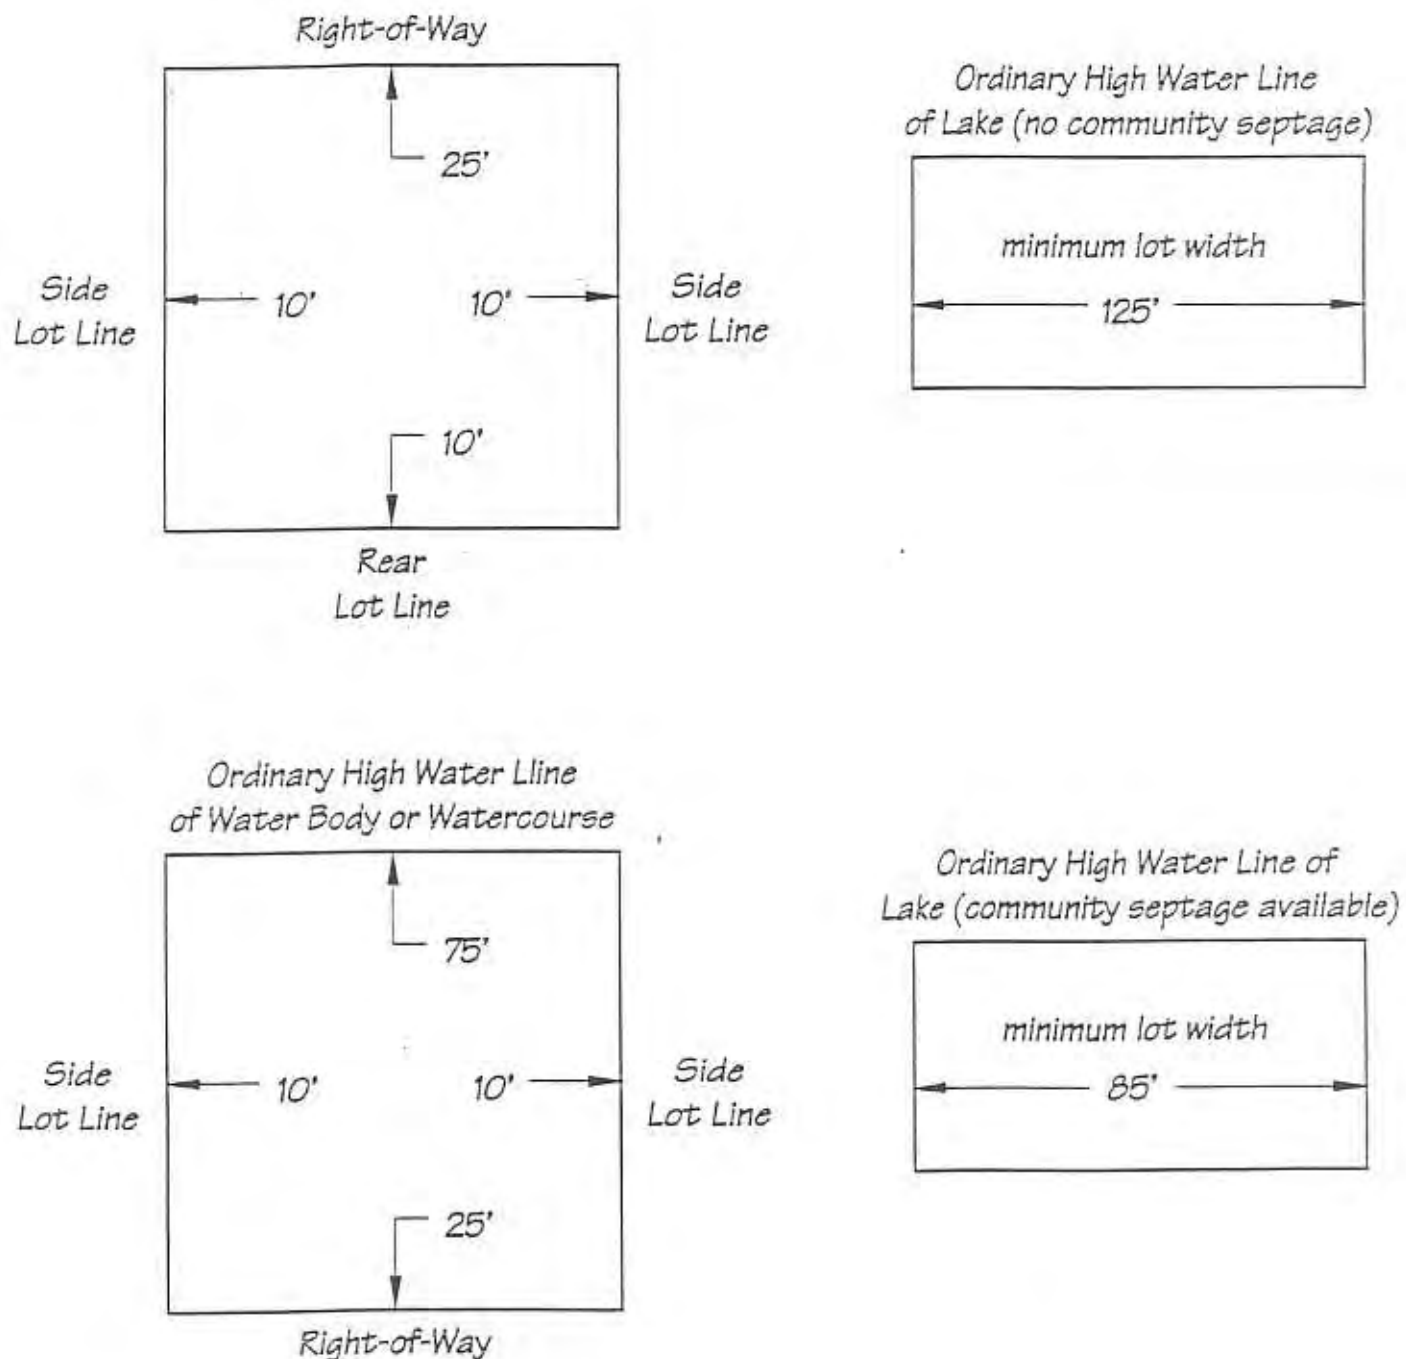 Right-of-Way
25'
Side
Lot Line
10'
10'
Side
Lot Line
10'
Rear
Lot Line
Ordinary High Water Line
of Lake (no community septage)
minimum lot width
125'
Ordinary High Water Lline
of Water Body or Watercourse
75'
Side
Lot Line
10'
10'
Side
Lot Line
25'
Right-of-Way
Ordinary High Water Line of
Lake (community septage available)
minimum lot width
85'